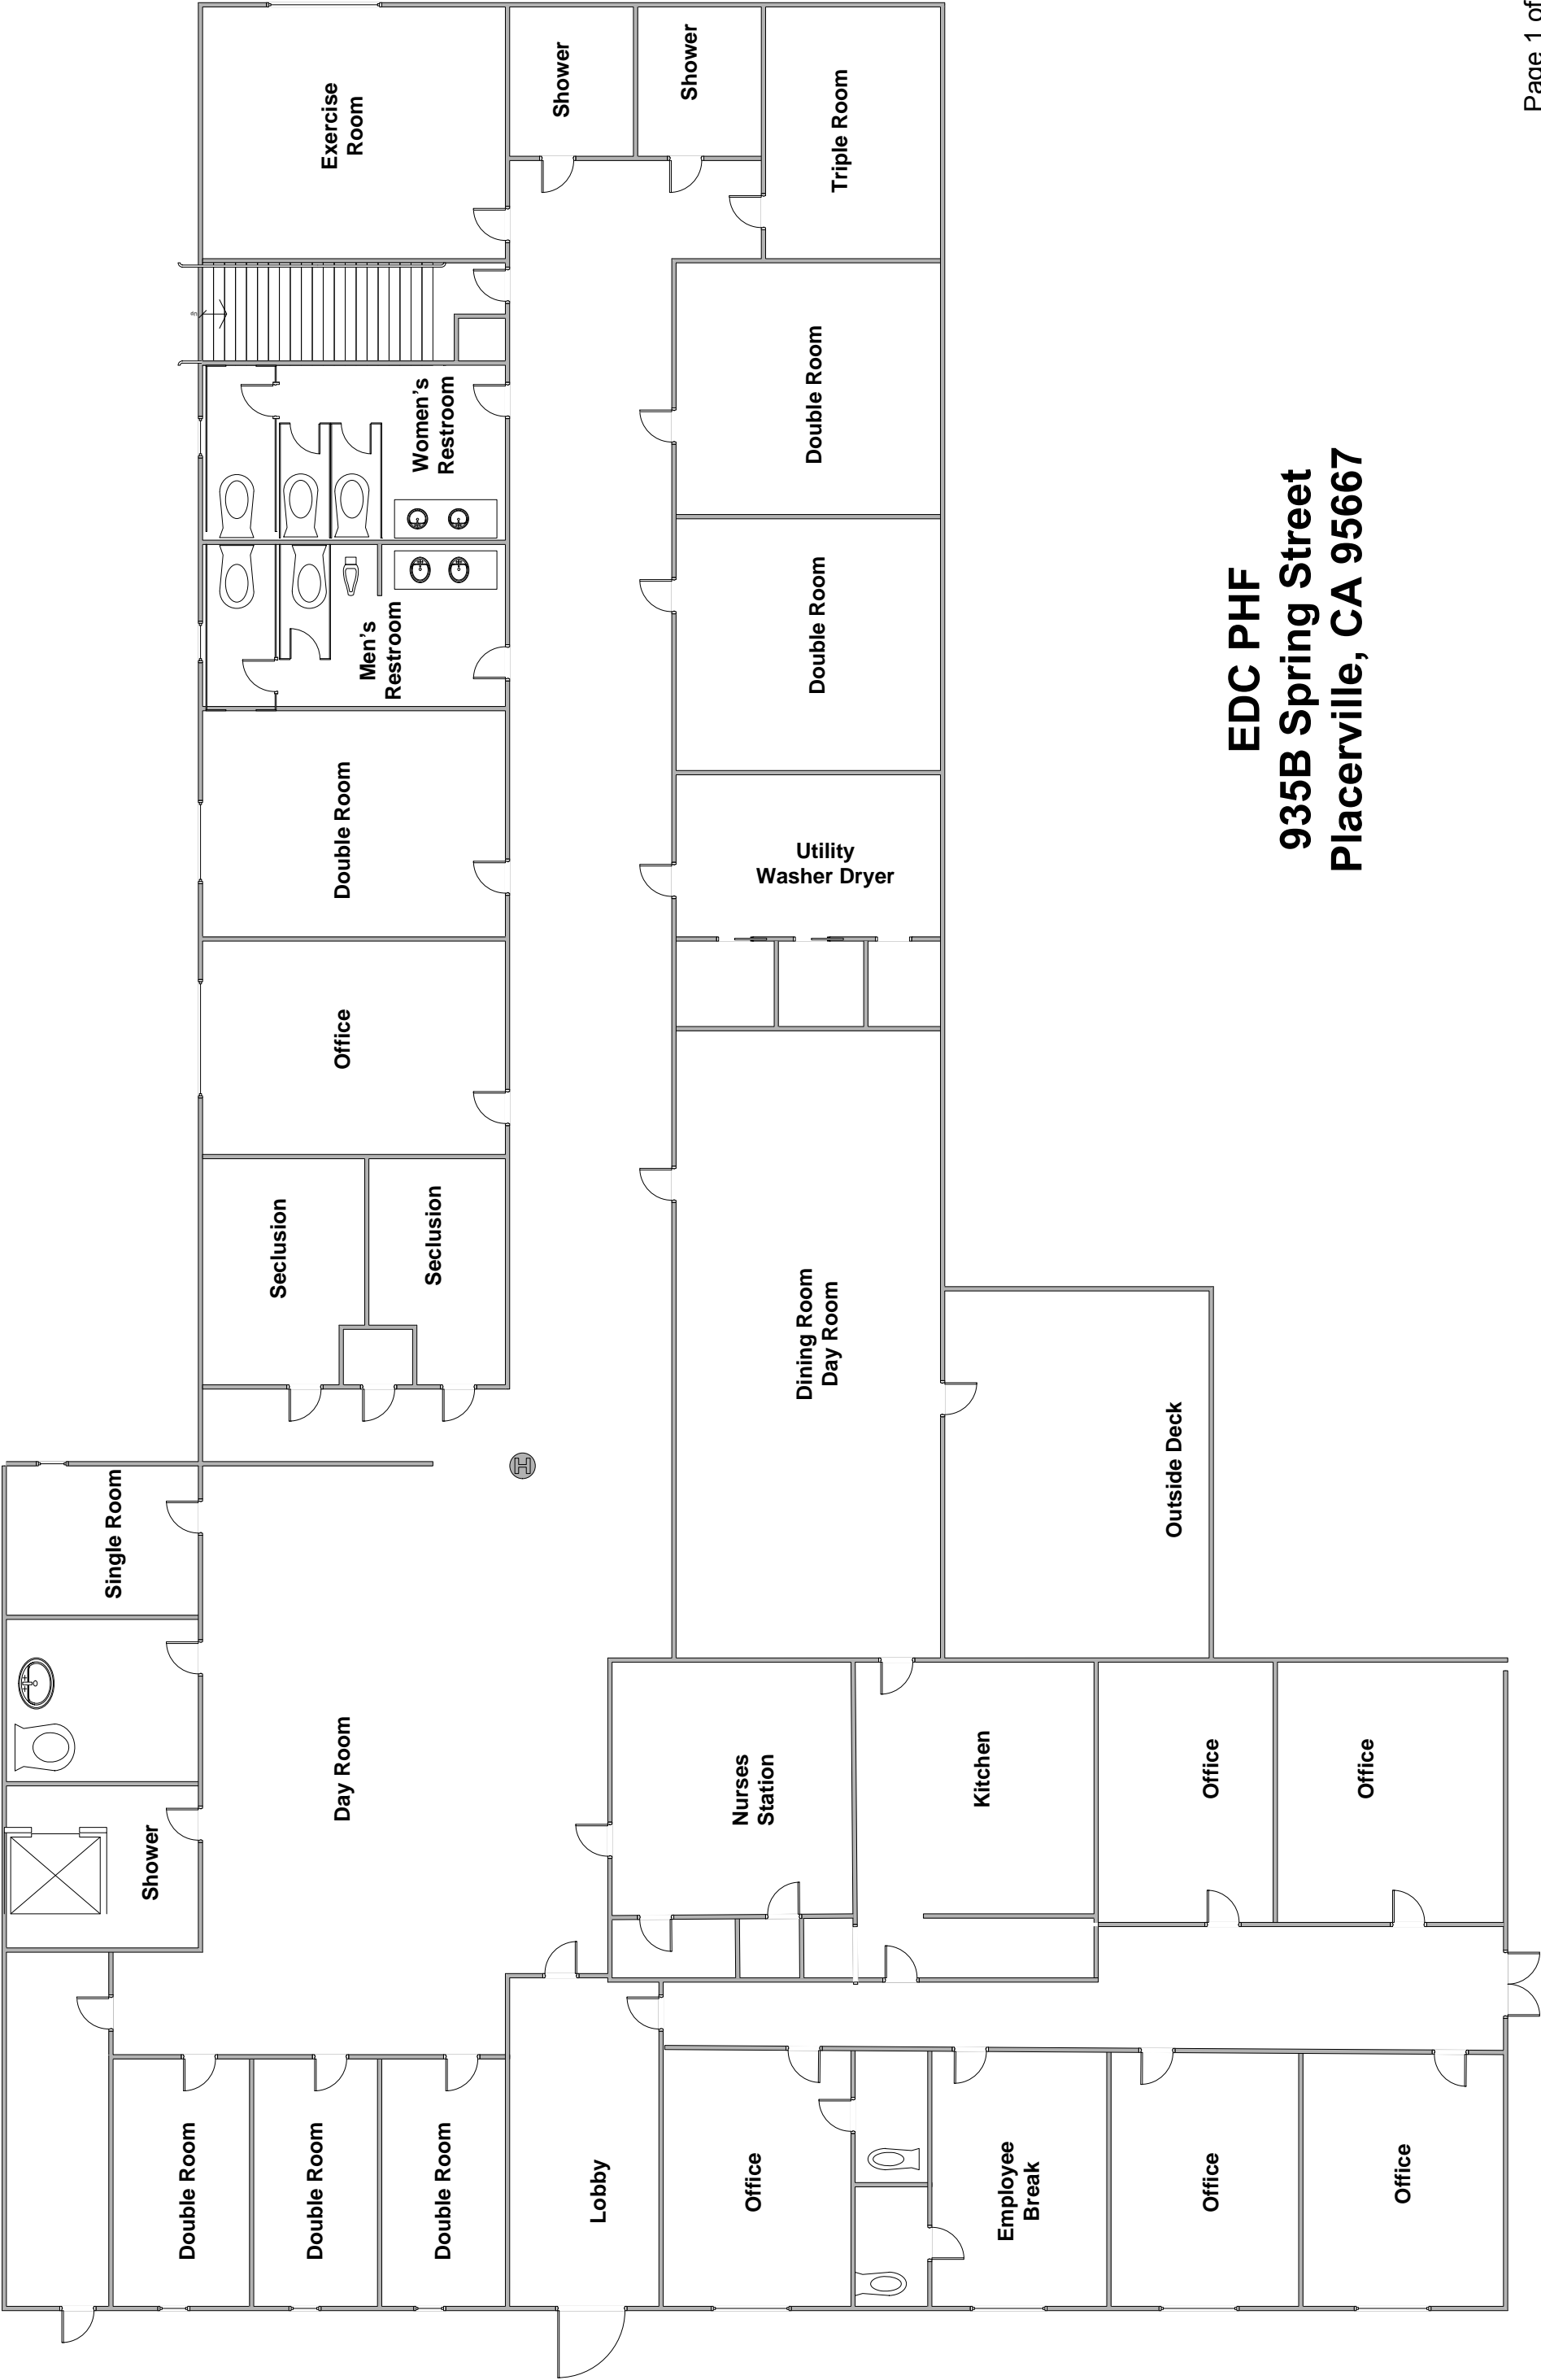 Single Room
Shower
Double Room
Seclusion
Double Room
Exercise
Room
Day Room
Office
Double Room
Men's
Restroom
Women's
Restroom
Seclusion
Double Room
H
Shower
Lobby
Shower
Office
Nurses
Station
Dining Room
Day Room
Utility
Washer Dryer
Double Room
Double Room
Triple Room
Employee
Break
Kitchen
Outside Deck
Office
Office
Office
Office
EDC PHF
935B Spring Street
Placerville, CA 95667
Page 1 of